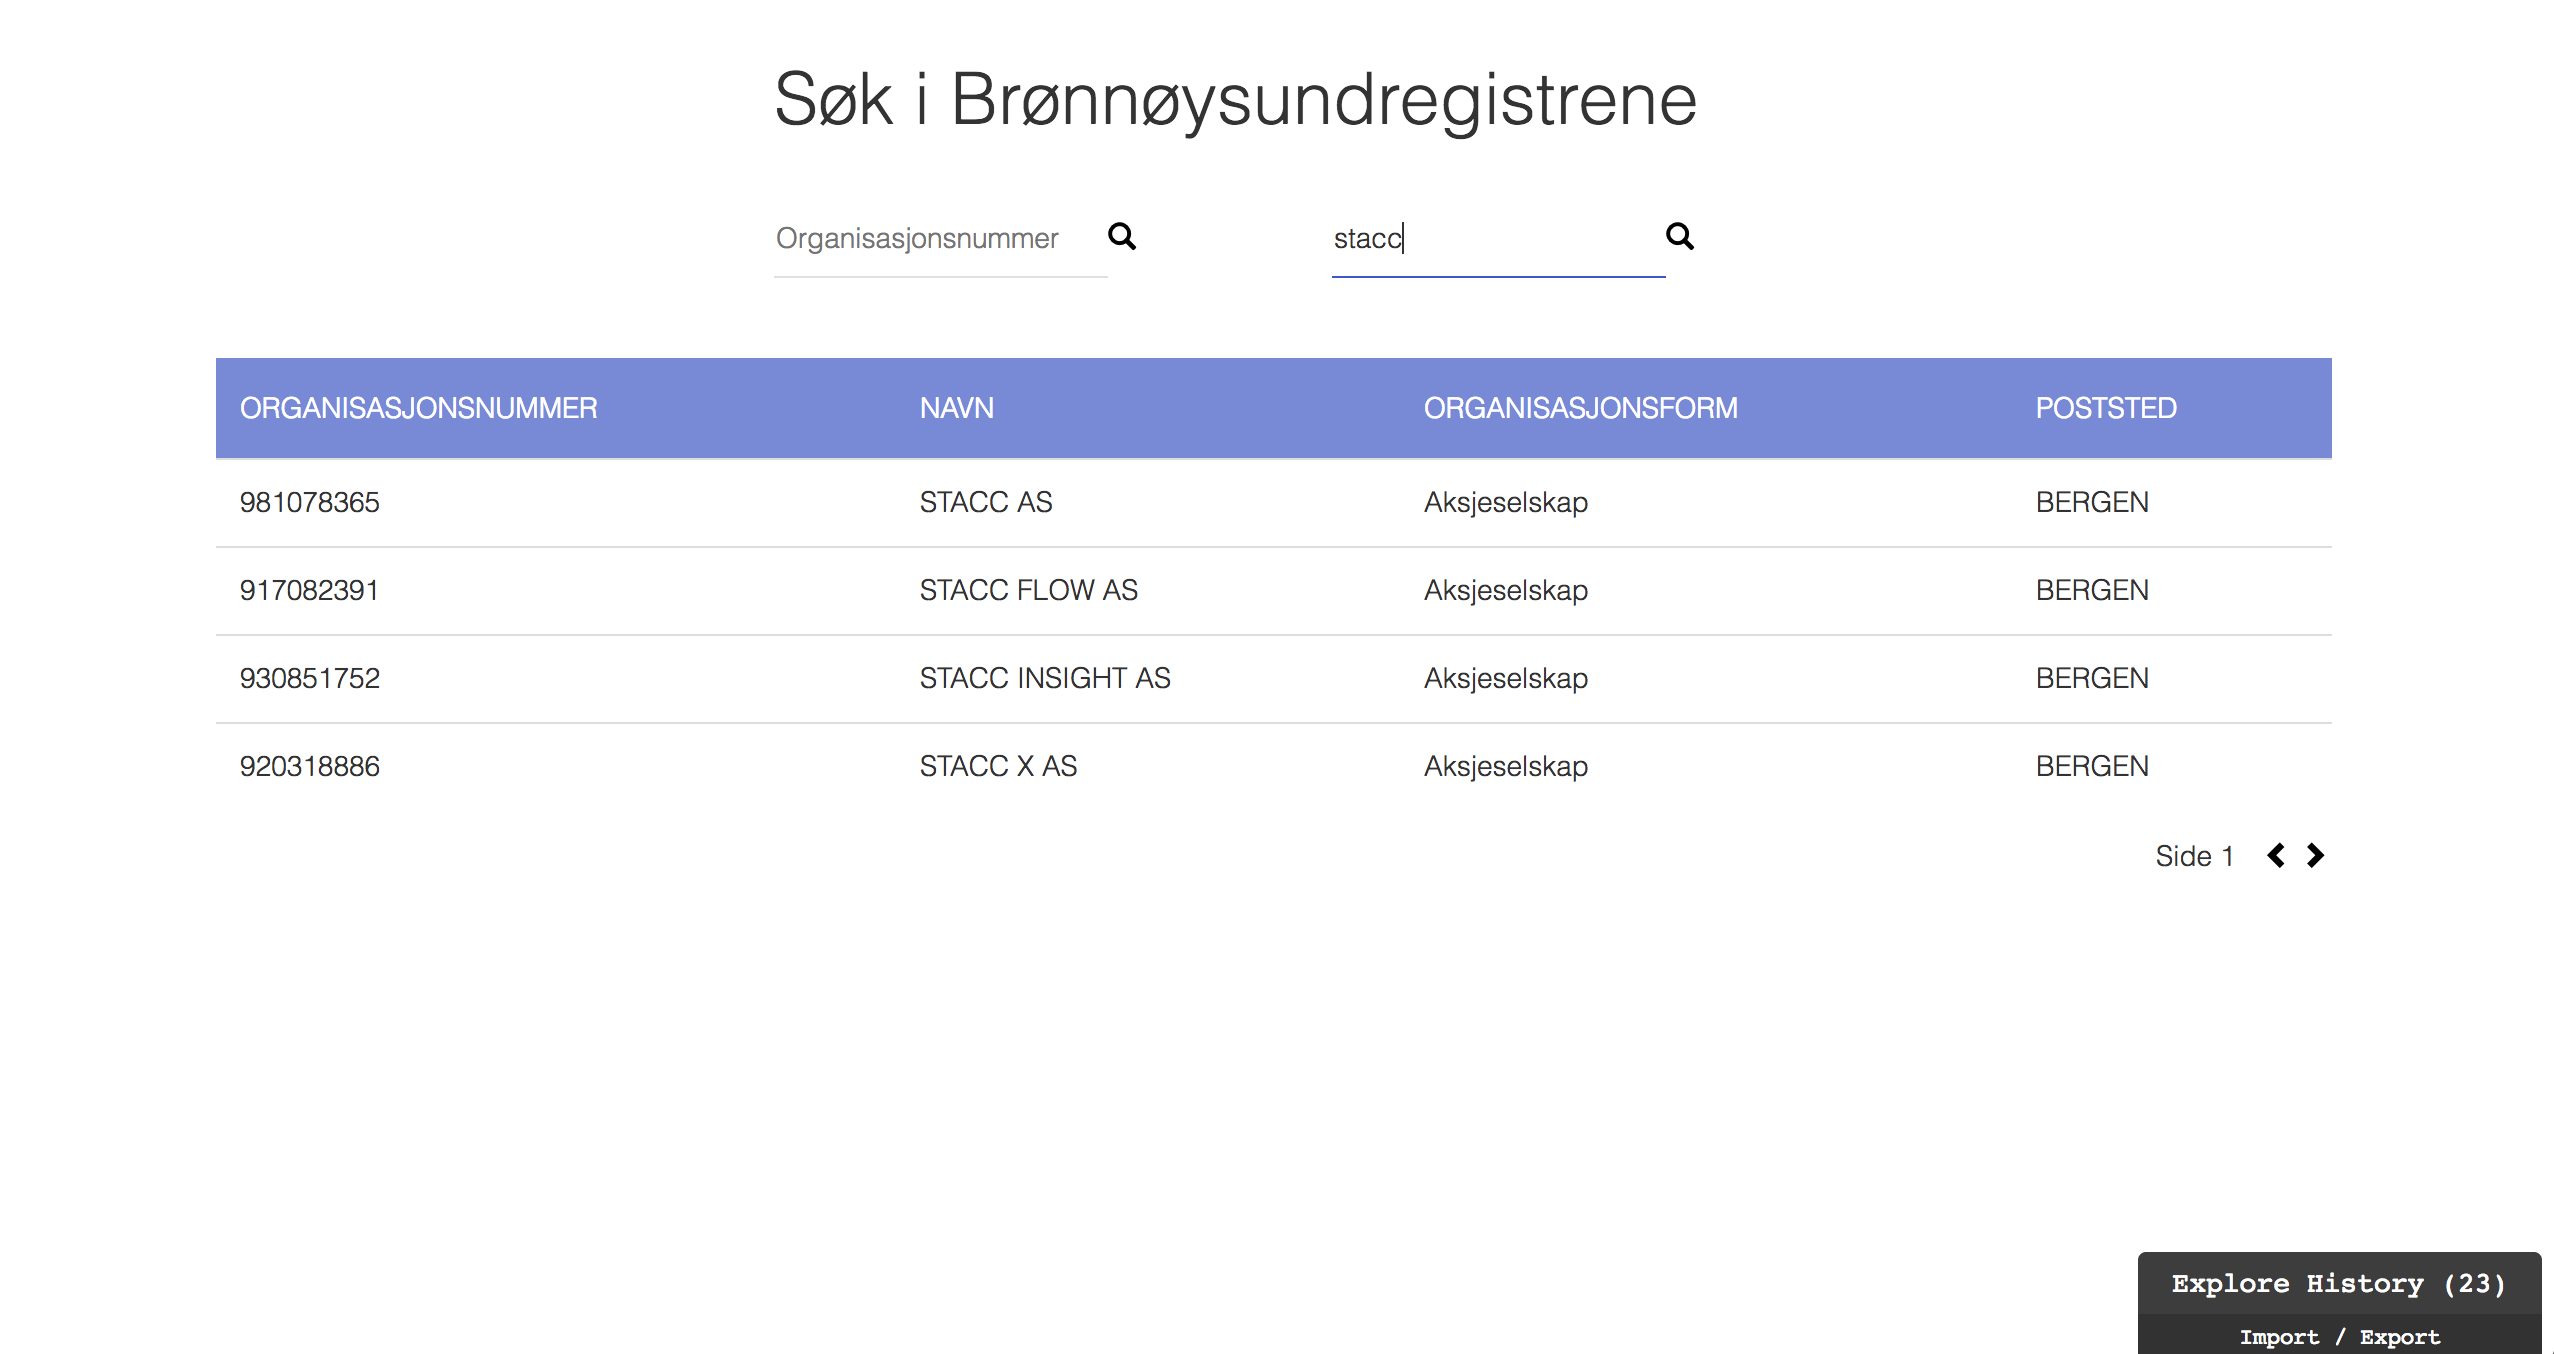 Søk i Brønnøysundregistrene
Organisasjonsnummer stacc
ORGANISASJONSNUMMER NAVN ORGANISASJONSFORM POSTSTED
981078365 STACC AS Aksjeselskap BERGEN
917082391 STACC FLOW AS Aksjeselskap BERGEN
930851752 STACC INSIGHT AS Aksjeselskap BERGEN
920318886 STACC X AS Aksjeselskap BERGEN
Side 1
Explore History (23)
Import / Export